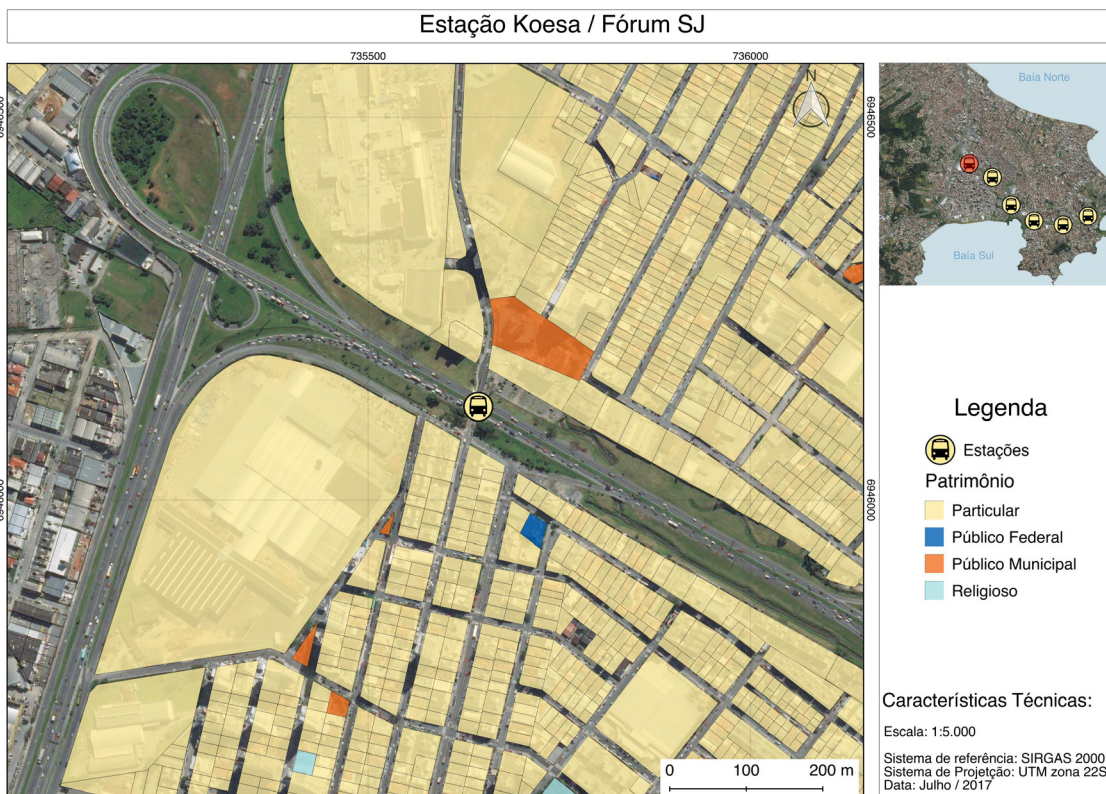 Estação Koesa / Fórum SJ
735500
736000
6946500
6946500
N
Baía Norte
Baía Sul
6946000
6946000
Legenda
Estações
Patrimônio
Particular
Público Federal
Público Municipal
Religioso
Características Técnicas:
Escala: 1:5.000
Sistema de referência: SIRGAS 2000
Sistema de Projetção: UTM zona 22S
Data: Julho / 2017
0 100 200 m